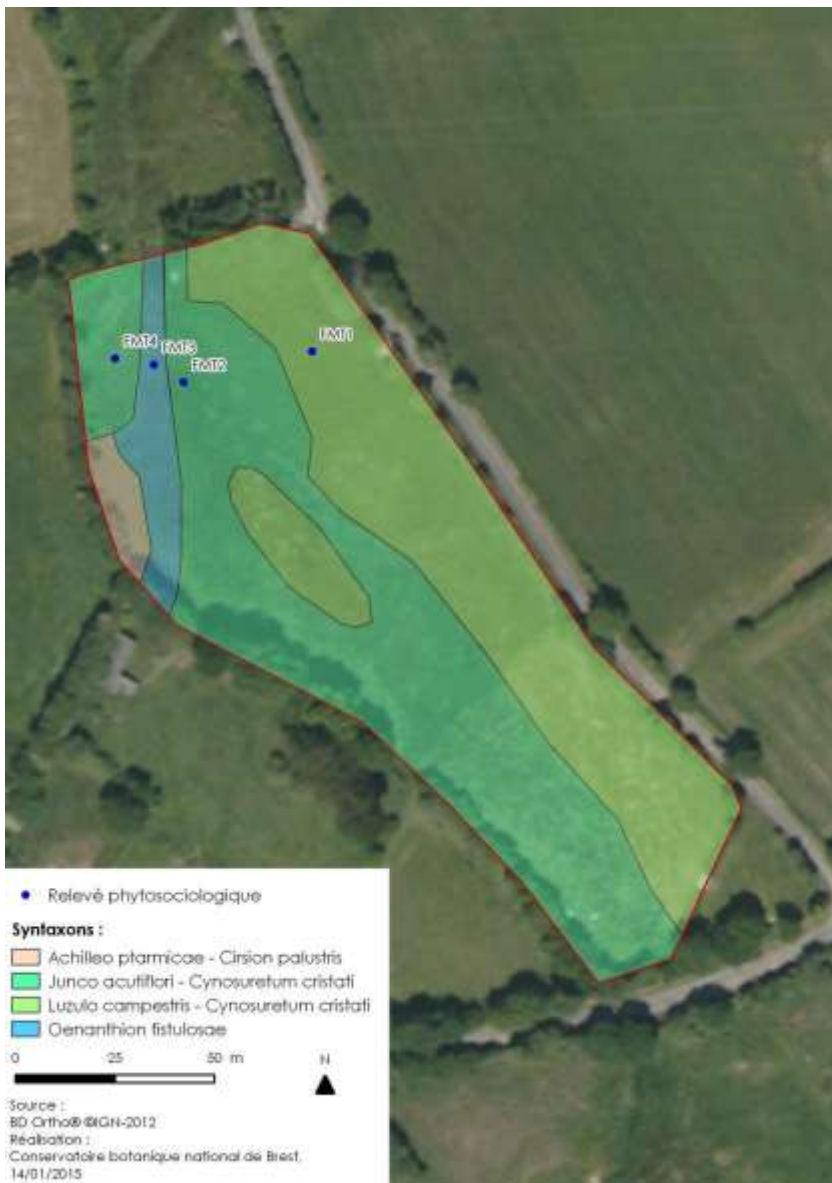 FMT1
FMT4
FMT3
FMT2
Relevé phytosociologique
Syntaxons :
Achilleo ptarmicae - Cirsion palustris
Junco acutiflori - Cynosuretum cristati
Luzulo campestris - Cynosuretum cristati
Oenanthion fistulosae
0 25 50 m
N
Source :
BD Ortho® ©IGN-2012
Réalisation :
Conservatoire botanique national de Brest,
14/01/2015